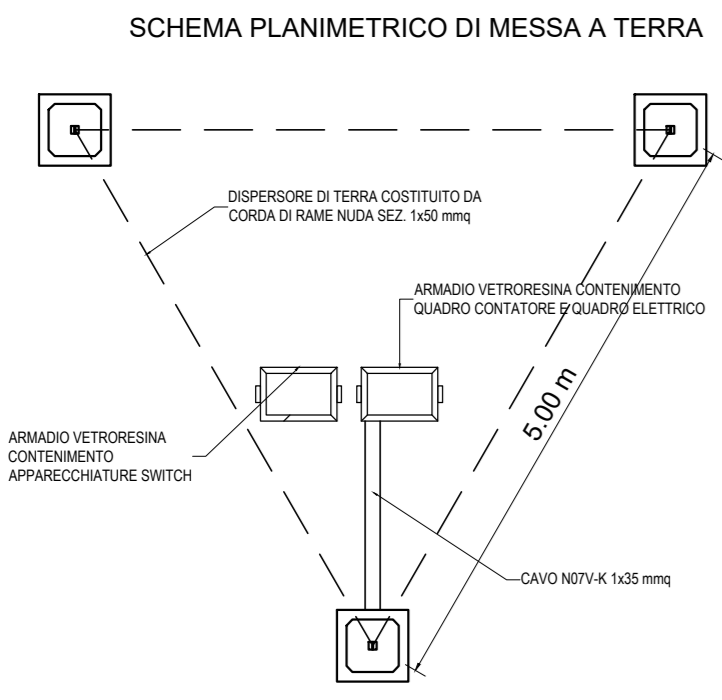 SCHEMA PLANIMETRICO DI MESSA A TERRA
DISPERSORE DI TERRA COSTITUITO DA
CORDA DI RAME NUDA SEZ. 1x50 mmq
ARMADIO VETRORESINA CONTENIMENTO
QUADRO CONTATORE E QUADRO ELETTRICO
5.00 m
ARMADIO VETRORESINA
CONTENIMENTO
APPARECCHIATURE SWITCH
CAVO N07V-K 1x35 mmq